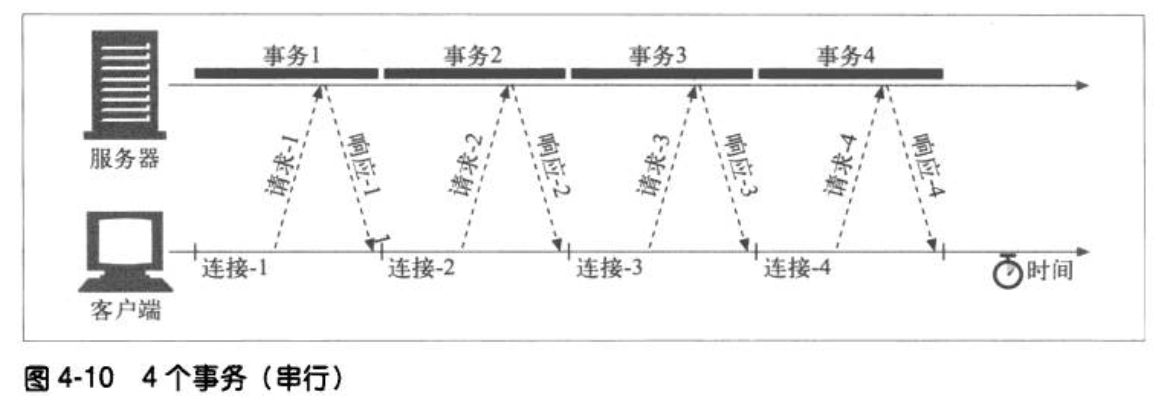 事务1
事务2
事务3
事务4
服务器
请求-1
响应-1
请求-2
响应-2
请求-3
响应-3
请求-4
响应-4
连接-1
连接-2
连接-3
连接-4
时间
客户端
图 4-10 4 个事务（串行）